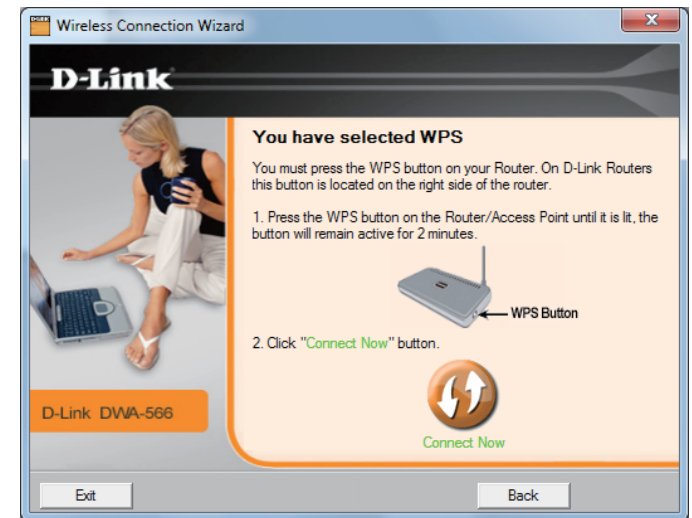 Wireless Connection Wizard
D-Link
You have selected WPS
You must press the WPS button on your Router. On D-Link Routers
this button is located on the right side of the router.
1. Press the WPS button on the Router/Access Point until it is lit, the
button will remain active for 2 minutes.
WPS Button
2. Click "Connect Now" button.
D-Link DWA-566
Connect Now
Exit
Back